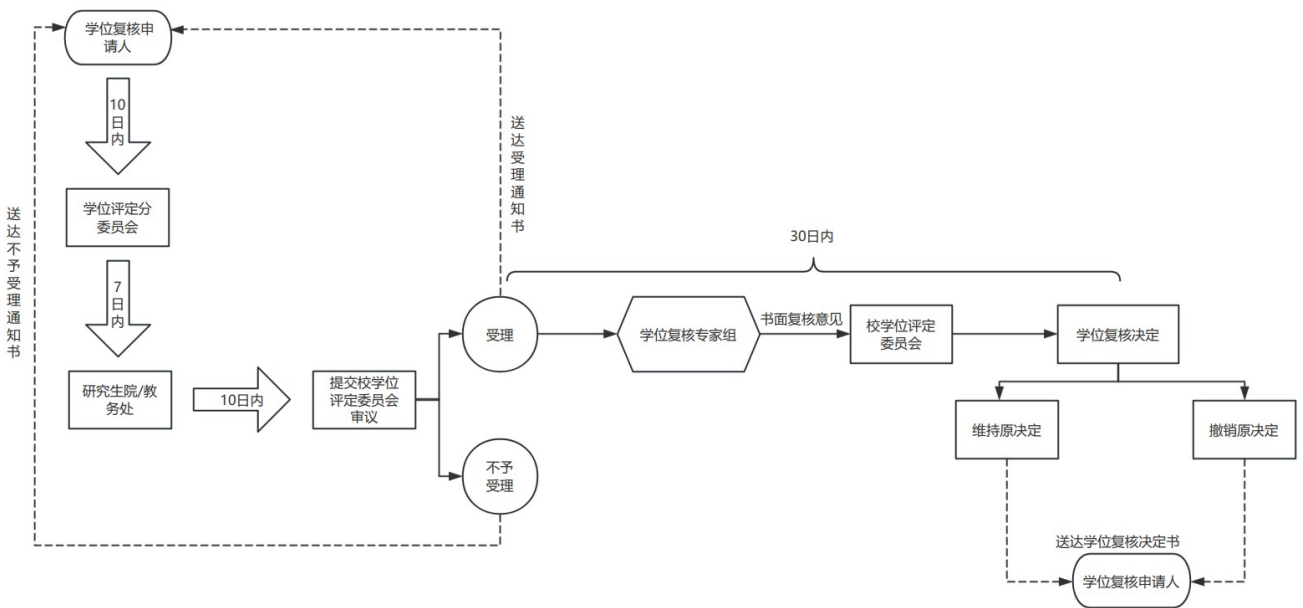 学位复核申
请人
10
日
内
学位评定分
委员会
7
日
内
研究生院/教
务处
10日内
提交校学位
评定委员会
审议
受理
不予
受理
送达受理通知书
送达不予受理通知书
30日内
学位复核专家组
书面复核意见
校学位评定
委员会
学位复核决定
维持原决定
撤销原决定
送达学位复核决定书
学位复核申请人